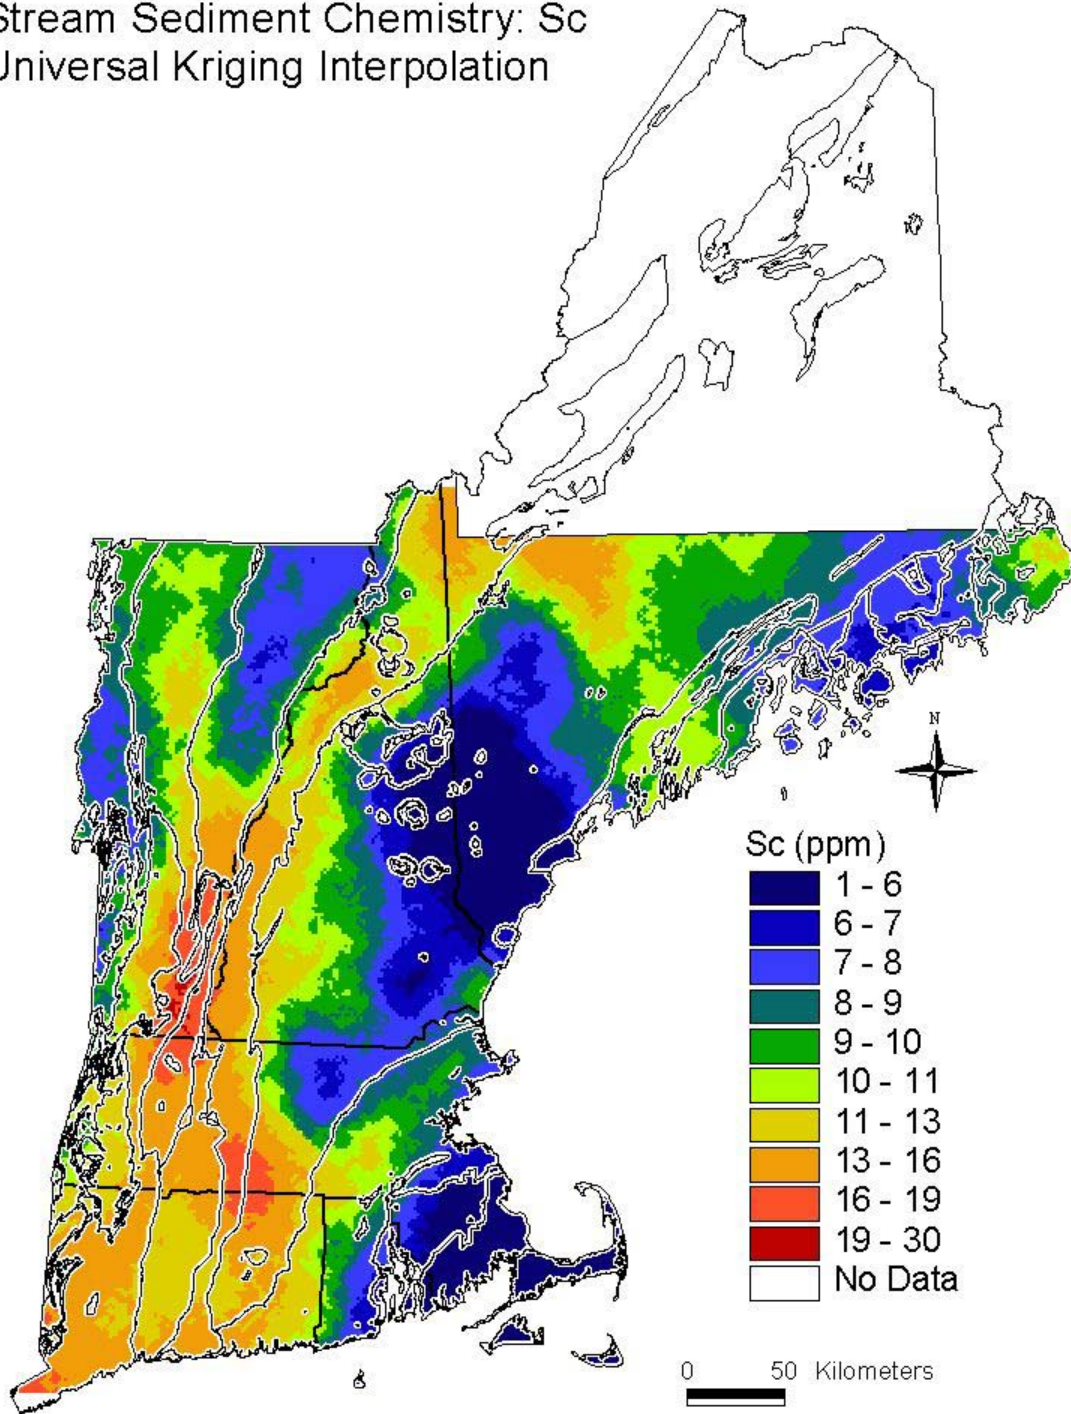 Stream Sediment Chemistry: Sc
Universal Kriging Interpolation
N
Sc (ppm)
1 - 6
6 - 7
7 - 8
8 - 9
9 - 10
10 - 11
11 - 13
13 - 16
16 - 19
19 - 30
No Data
0 50 Kilometers